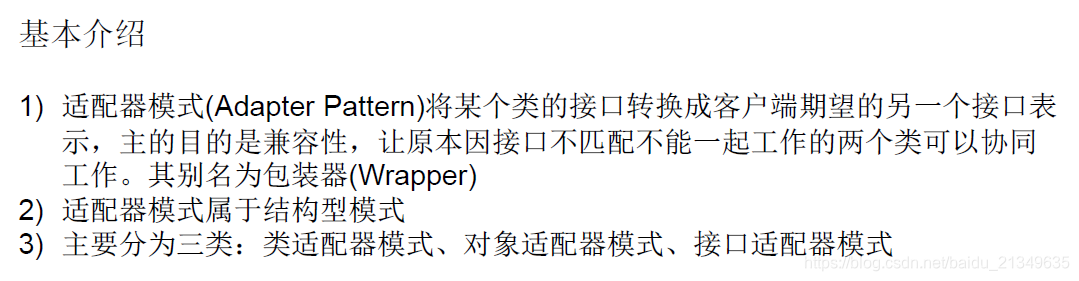 基本介绍
1) 适配器模式(Adapter Pattern)将某个类的接口转换成客户端期望的另一个接口表
示，主的目的是兼容性，让原本因接口不匹配不能一起工作的两个类可以协同
工作。其别名为包装器(Wrapper)
2) 适配器模式属于结构型模式
3) 主要分为三类：类适配器模式、对象适配器模式、接口适配器模式
https://blog.csdn.net/baidu_21349635